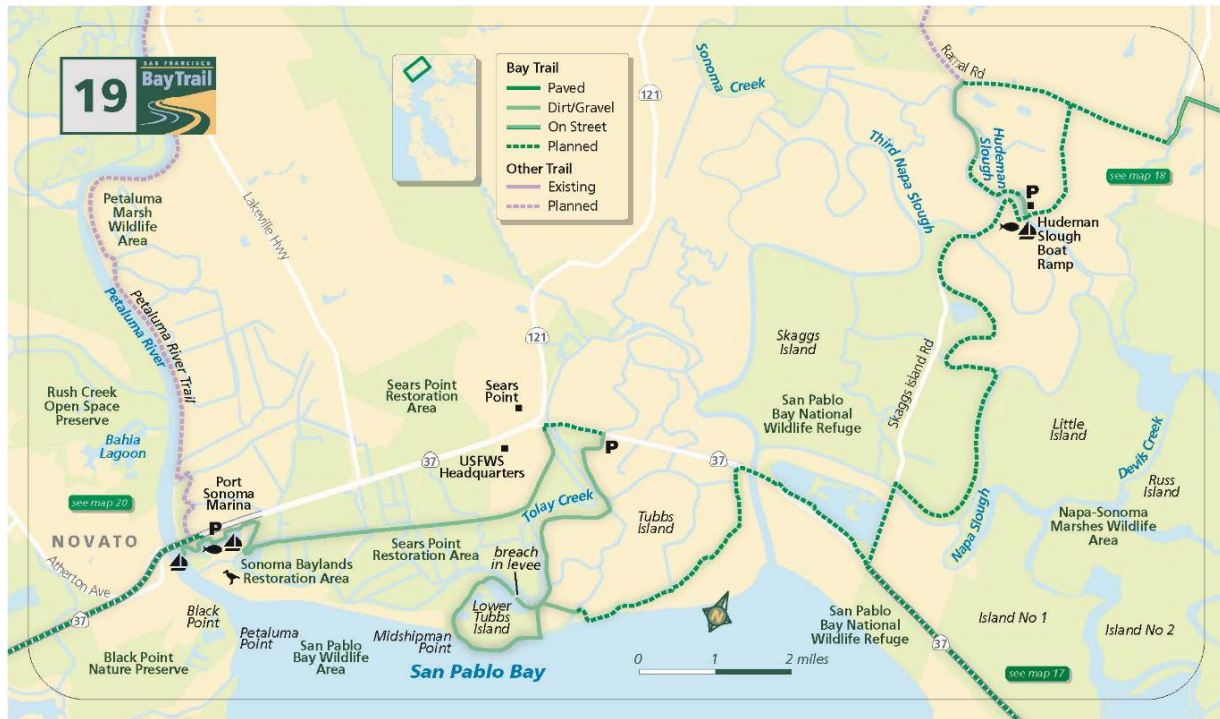 19
SAN FRANCISCO
BayTrail
Bay Trail
Paved
Dirt/Gravel
On Street
Planned
Other Trail
Existing
Planned
121
Sonoma
Creek
Ramal Rd
Third Napa Slough
Hudeman
Slough
see map 18
P
Hudeman
Slough
Boat
Ramp
Petaluma
Marsh
Wildlife
Area
Lakeville Hwy
Petaluma River Trail
Petaluma River
121
Skaggs
Island
Skaggs Island Rd
Rush Creek
Open Space
Preserve
Bahia
Lagoon
Sears Point
Restoration
Area
Sears
Point
San Pablo
Bay National
Wildlife Refuge
Little
Island
Devils Creek
Russ
Island
37
USFWS
Headquarters
P
37
see map 20
Port
Sonoma
Marina
P
Tolay Creek
Tubbs
Island
Napa Slough
Napa-Sonoma
Marshes Wildlife
Area
NOVATO
Atherton Ave
Sears Point
Restoration Area
breach
in levee
Sonoma Baylands
Restoration Area
37
Black
Point
Petaluma
Point
San Pablo
Bay Wildlife
Area
Midshipman
Point
Lower
Tubbs
Island
N
San Pablo
Bay National
Wildlife Refuge
Island No 1
Island No 2
Black Point
Nature Preserve
San Pablo Bay
0 1 2 miles
37
see map 17